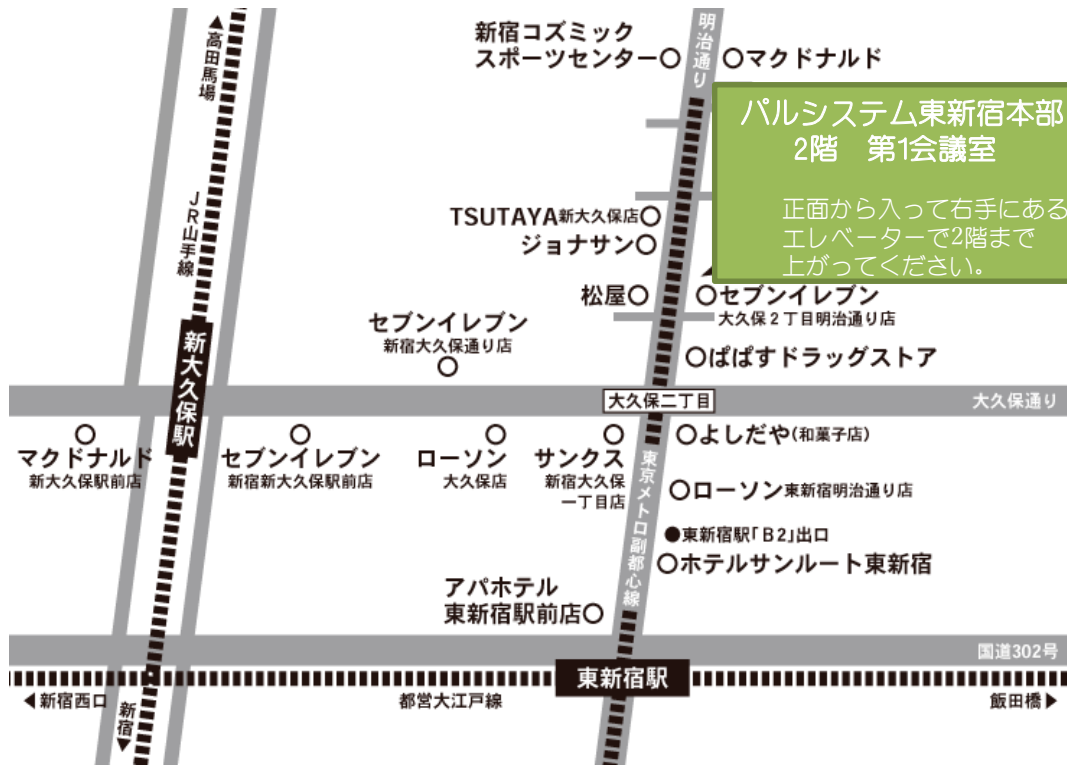 ▲高田馬場
新宿コズミック
スポーツセンター
明治通り
マクドナルド
パルシステム東新宿本部
2階　第1会議室
正面から入って右手にある
エレベーターで2階まで
上がってください。
JR山手線
TSUTAYA新大久保店
ジョナサン
松屋
セブンイレブン
大久保2丁目明治通り店
セブンイレブン
新宿大久保通り店
ぱぱすドラッグストア
新大久保駅
大久保二丁目
大久保通り
マクドナルド
新大久保駅前店
セブンイレブン
新宿新大久保駅前店
ローソン
大久保店
サンクス
新宿大久保
一丁目店
よしだや(和菓子店)
東京メトロ副都心線
ローソン東新宿明治通り店
●東新宿駅「B2」出口
ホテルサンルート東新宿
アパホテル
東新宿駅前店
国道302号
東新宿駅
◀新宿西口
新宿▼
都営大江戸線
飯田橋▶